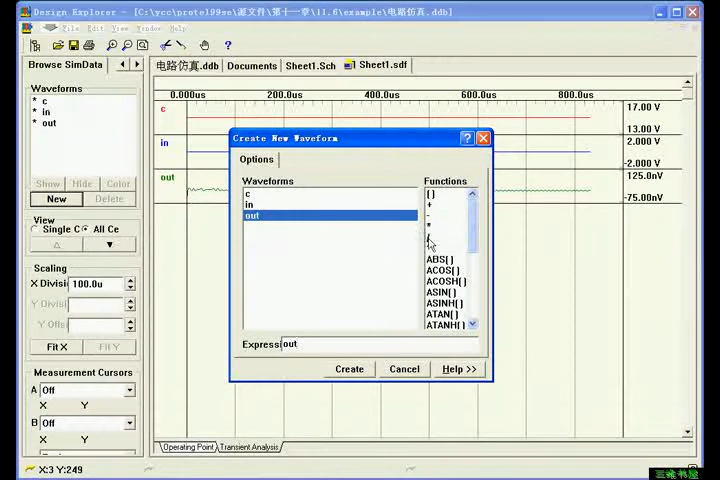 Design Explorer - [C:\ycc\protel99se\源文件\第十一章\11.6\example\电路仿真.ddb]
File Edit View Window Help
Browse SimData
电路仿真.ddb Documents Sheet1.Sch Sheet1.sdf
Waveforms
* c
* in
* out
Show Hide Color
New Delete
View
Single C All Ce
Scaling
X Divisi 100.0u
Y Divisi
Y Offs
Fit X Fit Y
Measurement Cursors
A Off
X Y
B Off
X Y
0.000us 200.0us 400.0us 600.0us 800.0us
c 17.00 V
13.00 V
in 2.000 V
-2.000 V
out 125.0nV
-75.00nV
Create New Waveform
Options
Waveforms Functions
c
in
out
()
+
-
*
/
ABS()
ACOS()
ACOSH()
ASIN()
ASINH()
ATAN()
ATANH()
Express out
Create Cancel Help >>
Operating Point Transient Analysis
X:3 Y:249